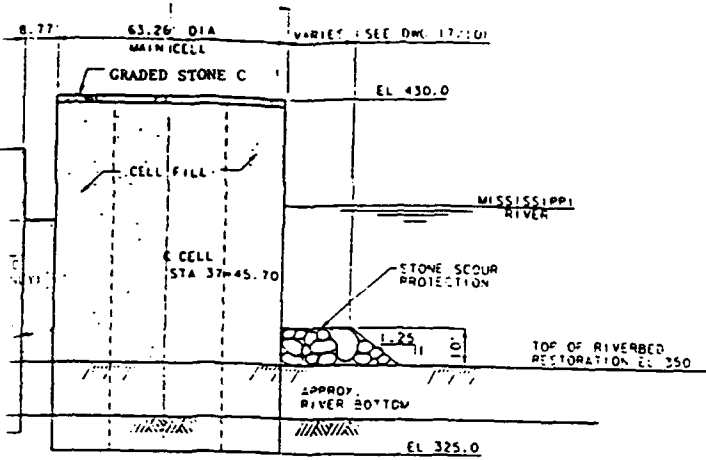 8.77'
63.26' DIA
MAIN CELL
VARIES (SEE DWG 17/10)
GRADED STONE C
EL 430.0
CELL FILL
MISSISSIPPI
RIVER
CELL
STA 37+45.70
STONE SCOUR
PROTECTION
1.25
1
10'
TOP OF RIVERBED
RESTORATION EL 350
APPROX.
RIVER BOTTOM
EL 325.0